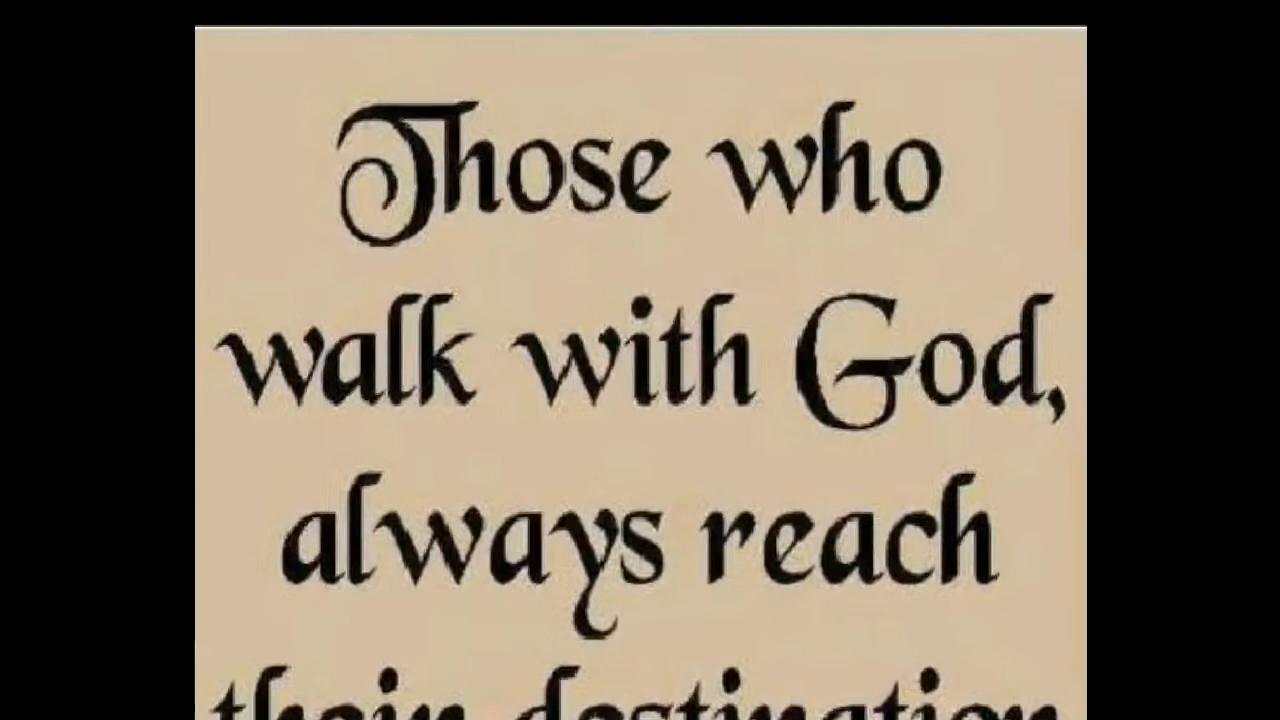 Those who
walk with God,
always reach
their destination